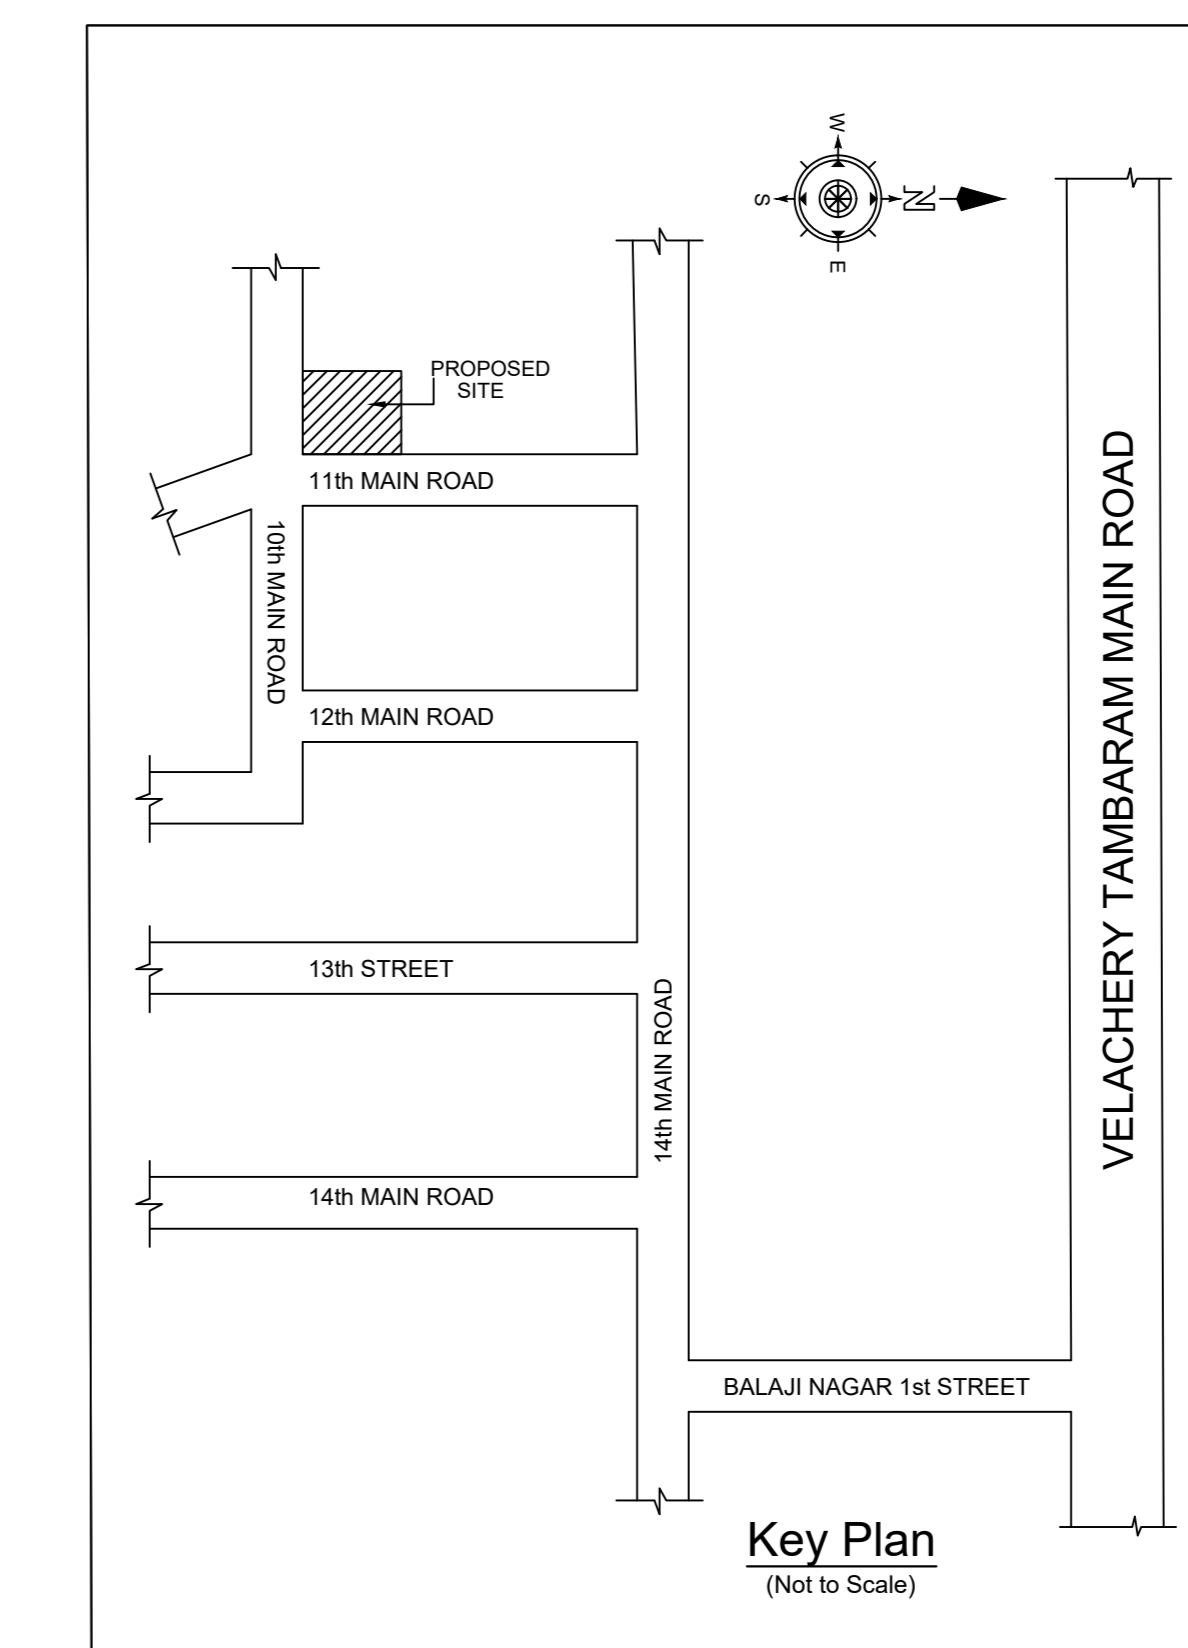 W
S
N
E
PROPOSED
SITE
11th MAIN ROAD
10th MAIN ROAD
12th MAIN ROAD
13th STREET
14th MAIN ROAD
14th MAIN ROAD
VELACHERY TAMBARAM MAIN ROAD
BALAJI NAGAR 1st STREET
Key Plan
(Not to Scale)